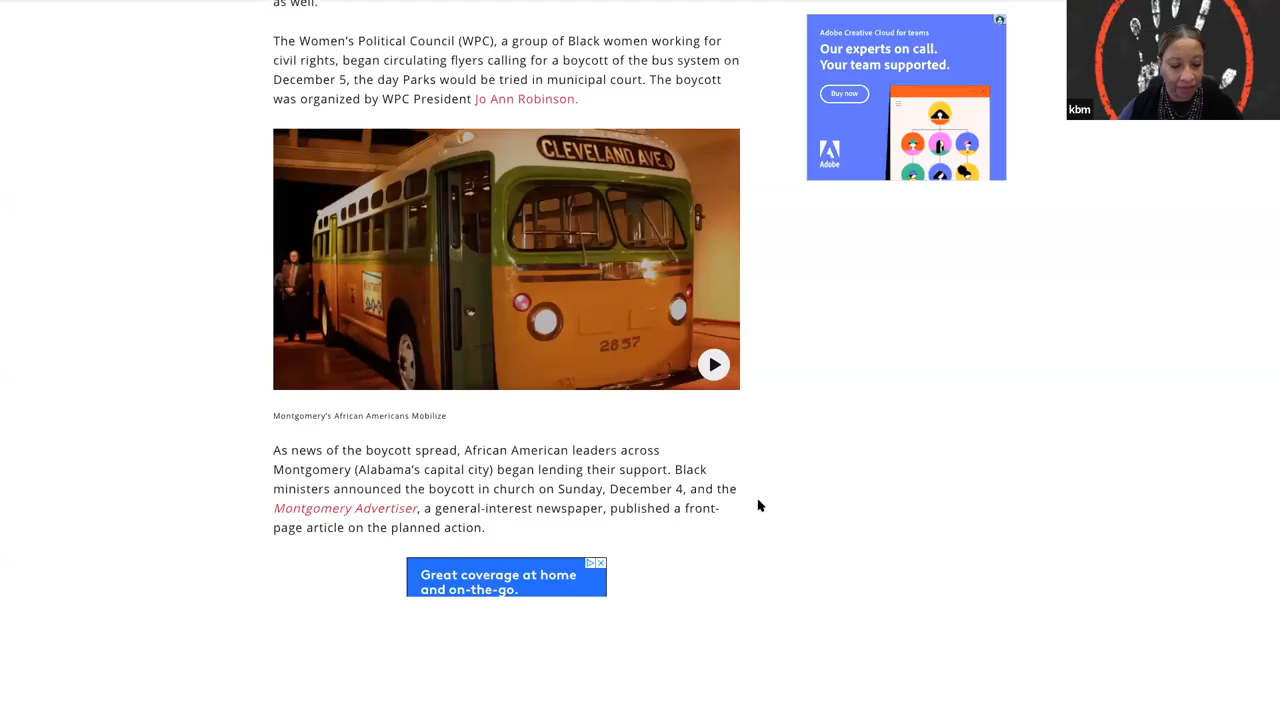 as well.
The Women's Political Council (WPC), a group of Black women working for
civil rights, began circulating flyers calling for a boycott of the bus system on
December 5, the day Parks would be tried in municipal court. The boycott
was organized by WPC President Jo Ann Robinson.
CLEVELAND AVE.
2857
Montgomery's African Americans Mobilize
As news of the boycott spread, African American leaders across
Montgomery (Alabama's capital city) began lending their support. Black
ministers announced the boycott in church on Sunday, December 4, and the
Montgomery Advertiser, a general-interest newspaper, published a front-
page article on the planned action.
Great coverage at home
and on-the-go.
Adobe Creative Cloud for teams
Our experts on call.
Your team supported.
Buy now
Adobe
kbm